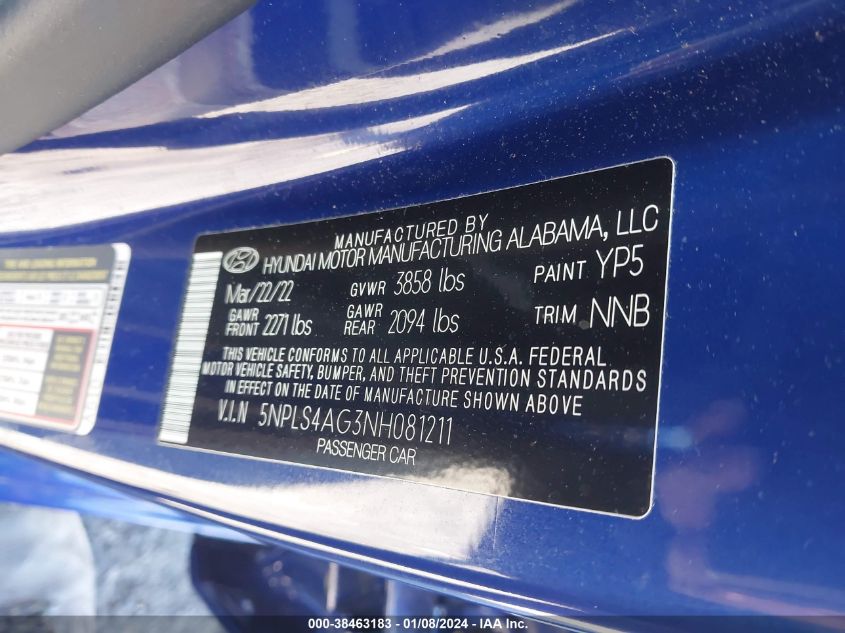 MANUFACTURED BY
HYUNDAI MOTOR MANUFACTURING ALABAMA, LLC
Mar/22/22 GVWR 3858 lbs PAINT YP5
GAWR FRONT 2271 lbs GAWR REAR 2094 lbs TRIM NNB
THIS VEHICLE CONFORMS TO ALL APPLICABLE U.S.A. FEDERAL
MOTOR VEHICLE SAFETY, BUMPER, AND THEFT PREVENTION STANDARDS
IN EFFECT ON THE DATE OF MANUFACTURE SHOWN ABOVE
V.I.N 5NPLS4AG3NH081211
PASSENGER CAR
000-38463183 - 01/08/2024 - IAA Inc.